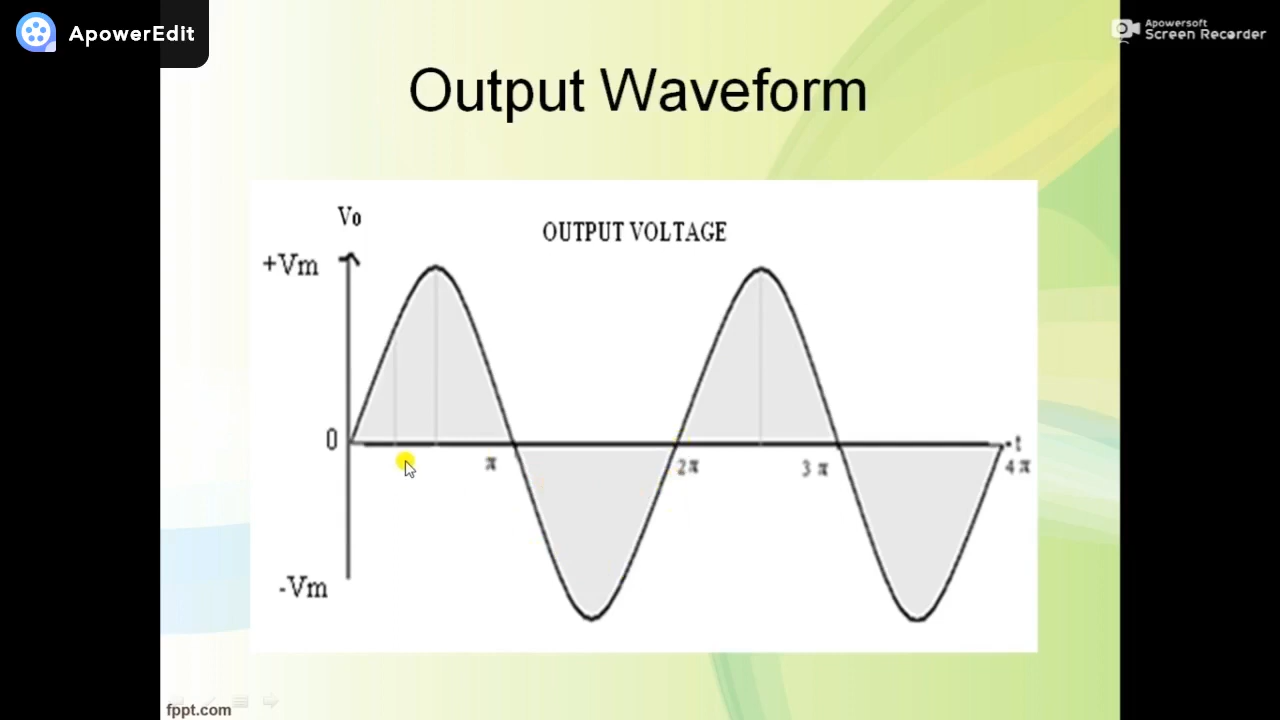 ApowerEdit
Apowersoft
Screen Recorder
Output Waveform
Vo
OUTPUT VOLTAGE
+Vm
0
t
π
2π
3 π
4 π
-Vm
fppt.com